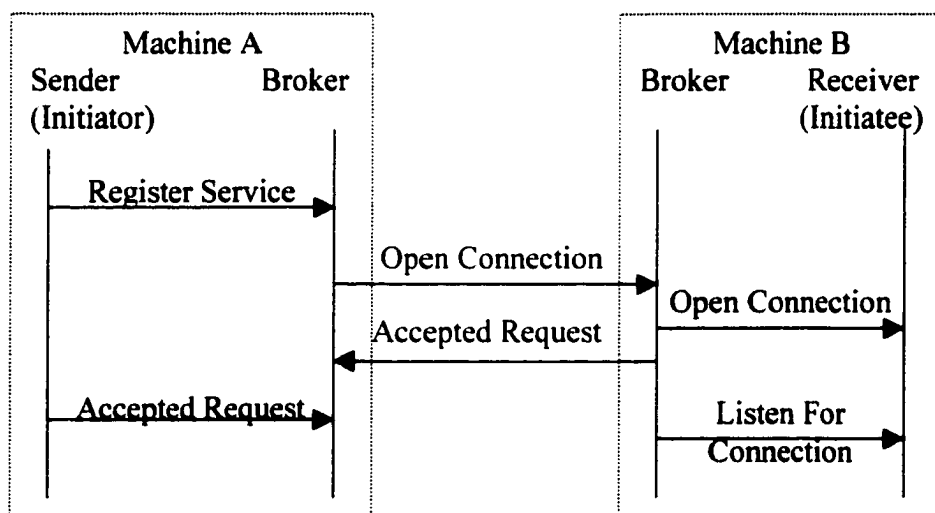 Machine A
Machine B
Sender
(Initiator)
Broker
Broker
Receiver
(Initiatee)
Register Service
Open Connection
Open Connection
Accepted Request
Accepted Request
Listen For
Connection